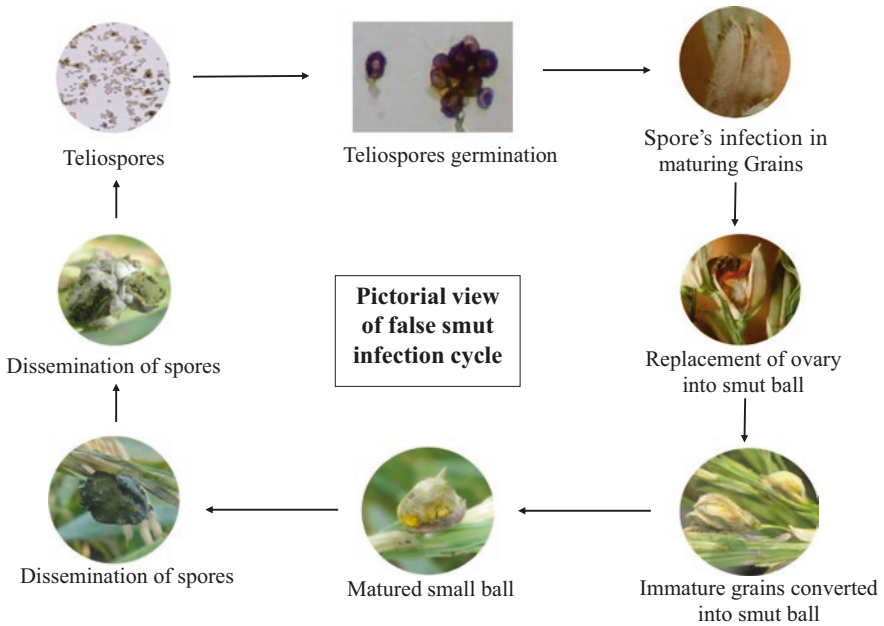 Teliospores
Teliospores germination
Spore's infection in
maturing Grains
Dissemination of spores
Pictorial view
of false smut
infection cycle
Replacement of ovary
into smut ball
Dissemination of spores
Matured small ball
Immature grains converted
into smut ball